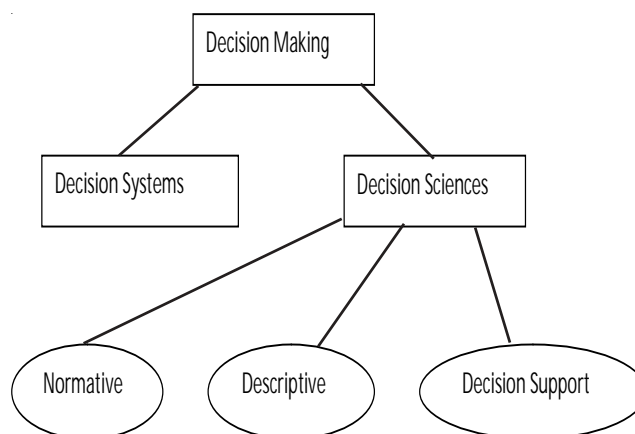 Decision Making
Decision Systems
Decision Sciences
Normative
Descriptive
Decision Support